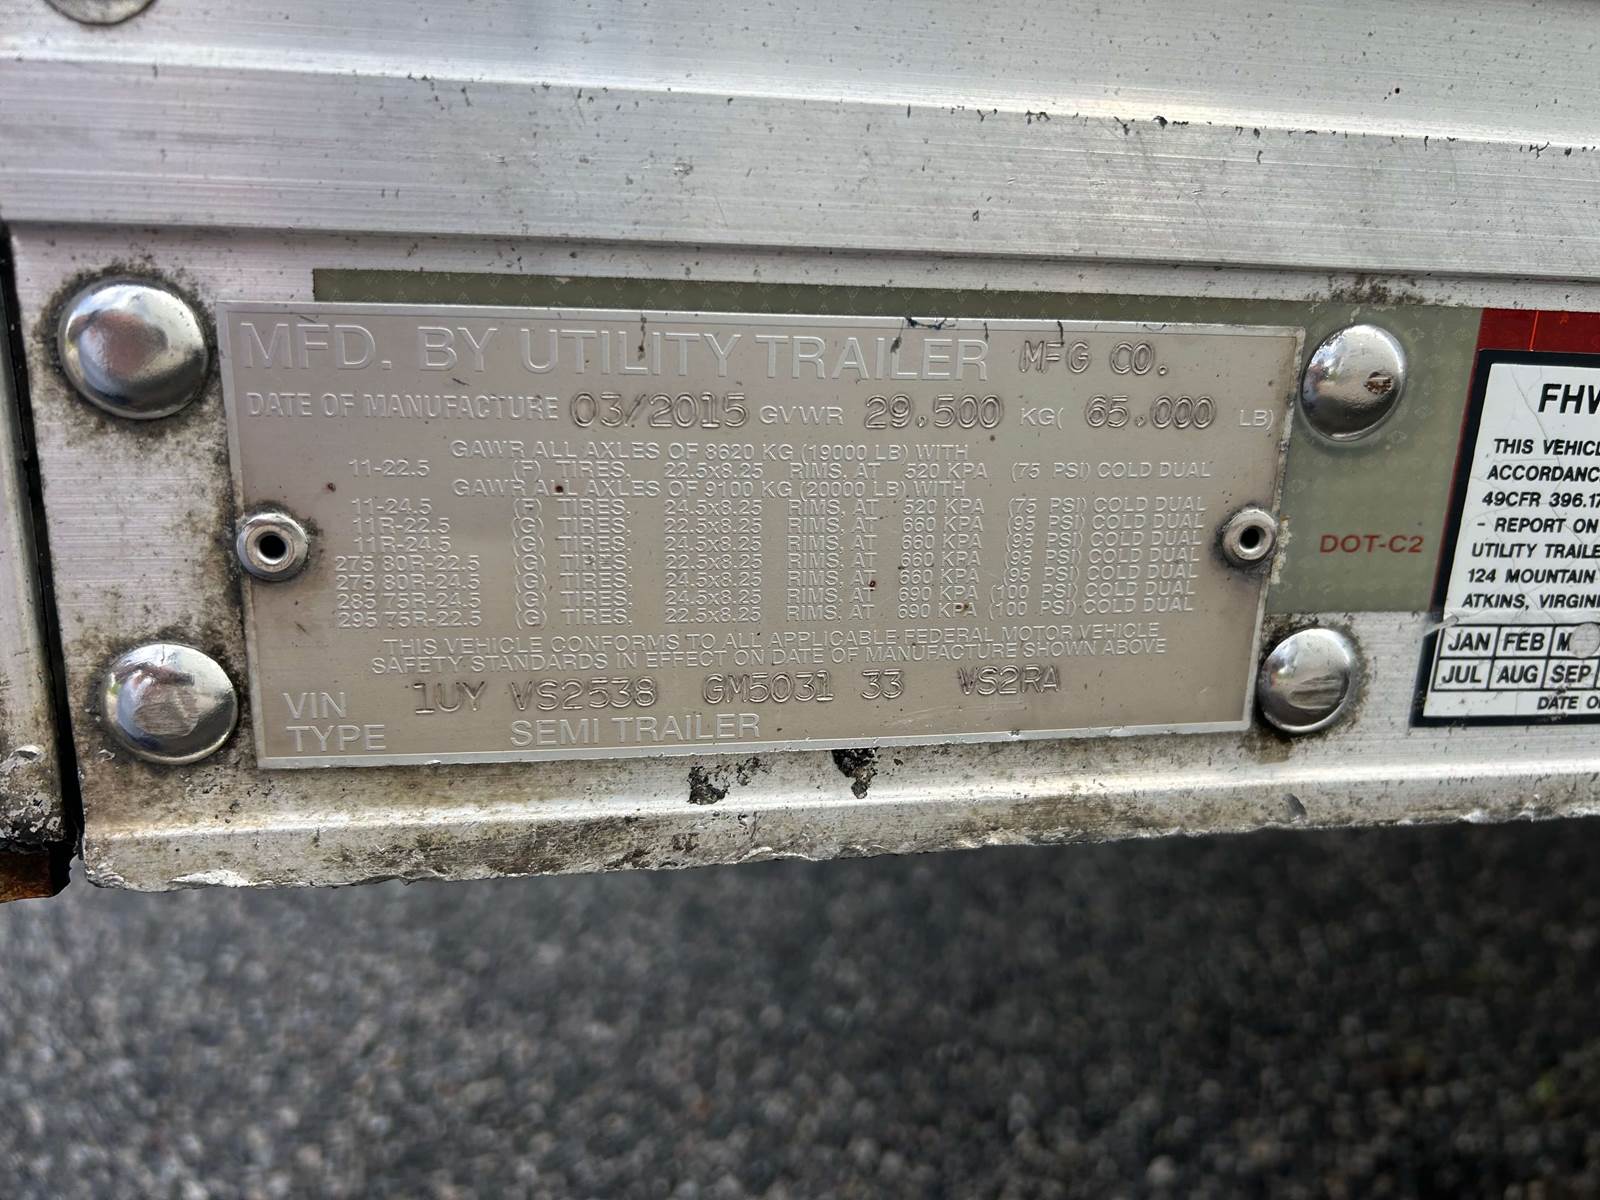 MFD. BY UTILITY TRAILER MFG CO.
DATE OF MANUFACTURE 03/2015 GVWR 29,500 KG( 65,000 LB)
GAWR ALL AXLES OF 8620 KG (19000 LB) WITH
11-22.5 (F) TIRES. 22.5x8.25 RIMS. AT 520 KPA (75 PSI) COLD DUAL
GAWR ALL AXLES OF 9100 KG (20000 LB) WITH
11-24.5 (F) TIRES. 24.5x8.25 RIMS. AT 520 KPA (75 PSI) COLD DUAL
11R-22.5 (G) TIRES. 22.5x8.25 RIMS. AT 660 KPA (95 PSI) COLD DUAL
11R-24.5 (G) TIRES. 24.5x8.25 RIMS. AT 660 KPA (95 PSI) COLD DUAL
275/80R-22.5 (G) TIRES. 22.5x8.25 RIMS. AT 660 KPA (95 PSI) COLD DUAL
275/80R-24.5 (G) TIRES. 24.5x8.25 RIMS. AT 660 KPA (95 PSI) COLD DUAL
285/75R-24.5 (G) TIRES. 24.5x8.25 RIMS. AT 690 KPA (100 PSI) COLD DUAL
295/75R-22.5 (G) TIRES. 22.5x8.25 RIMS. AT 690 KPA (100 PSI) COLD DUAL
THIS VEHICLE CONFORMS TO ALL APPLICABLE FEDERAL MOTOR VEHICLE
SAFETY STANDARDS IN EFFECT ON DATE OF MANUFACTURE SHOWN ABOVE
VIN 1UY VS2538 GM5031 33 VS2RA
TYPE SEMI TRAILER
DOT-C2
FHW
THIS VEHICL
ACCORDANC
49CFR 396.17
- REPORT ON
UTILITY TRAILE
124 MOUNTAIN
ATKINS, VIRGINI
JAN FEB M
JUL AUG SEP
DATE O